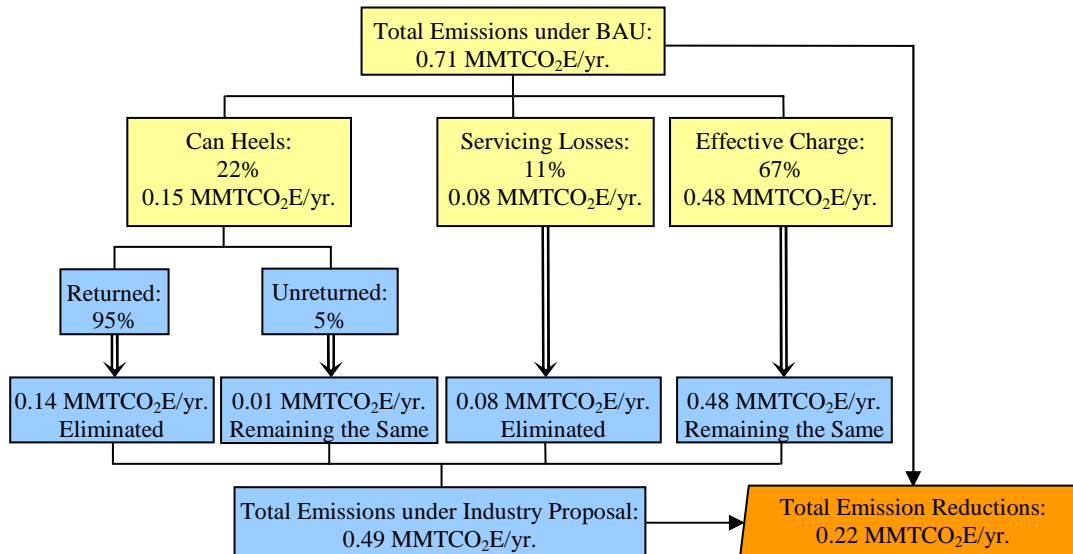 Total Emissions under BAU:
0.71 MMTCO₂E/yr.
Can Heels:
22%
0.15 MMTCO₂E/yr.
Servicing Losses:
11%
0.08 MMTCO₂E/yr.
Effective Charge:
67%
0.48 MMTCO₂E/yr.
Returned:
95%
Unreturned:
5%
0.14 MMTCO₂E/yr.
Eliminated
0.01 MMTCO₂E/yr.
Remaining the Same
0.08 MMTCO₂E/yr.
Eliminated
0.48 MMTCO₂E/yr.
Remaining the Same
Total Emissions under Industry Proposal:
0.49 MMTCO₂E/yr.
Total Emission Reductions:
0.22 MMTCO₂E/yr.